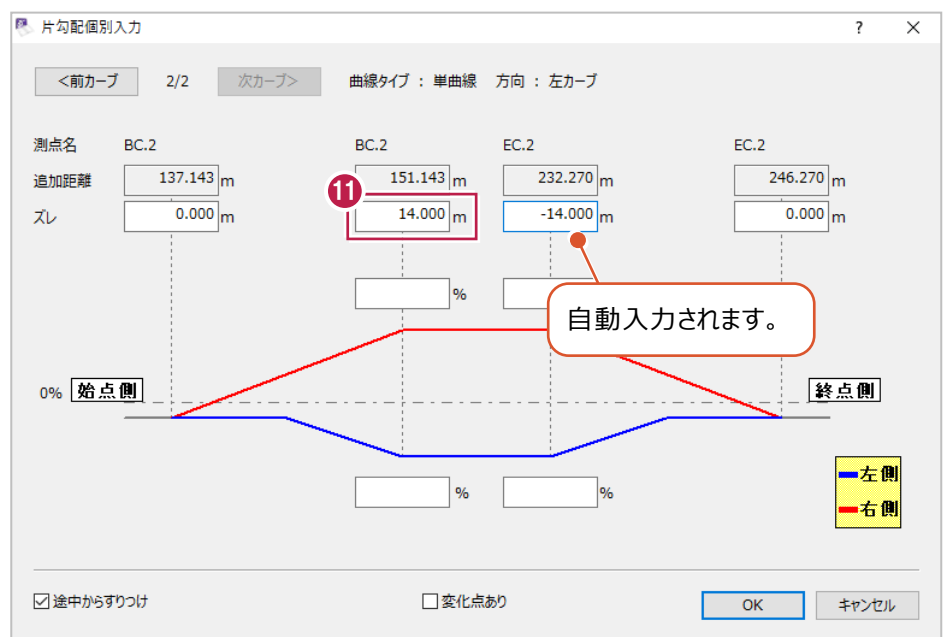 片勾配個別入力 ? ×
<前カーブ 2/2 次カーブ> 曲線タイプ : 単曲線 方向 : 左カーブ
測点名 BC.2 BC.2 EC.2 EC.2
追加距離 137.143 m 151.143 m 232.270 m 246.270 m
11
ズレ 0.000 m 14.000 m -14.000 m 0.000 m
%
自動入力されます。
0% 始点側 終点側
% %
左側
右側
途中からすりつけ 変化点あり OK キャンセル